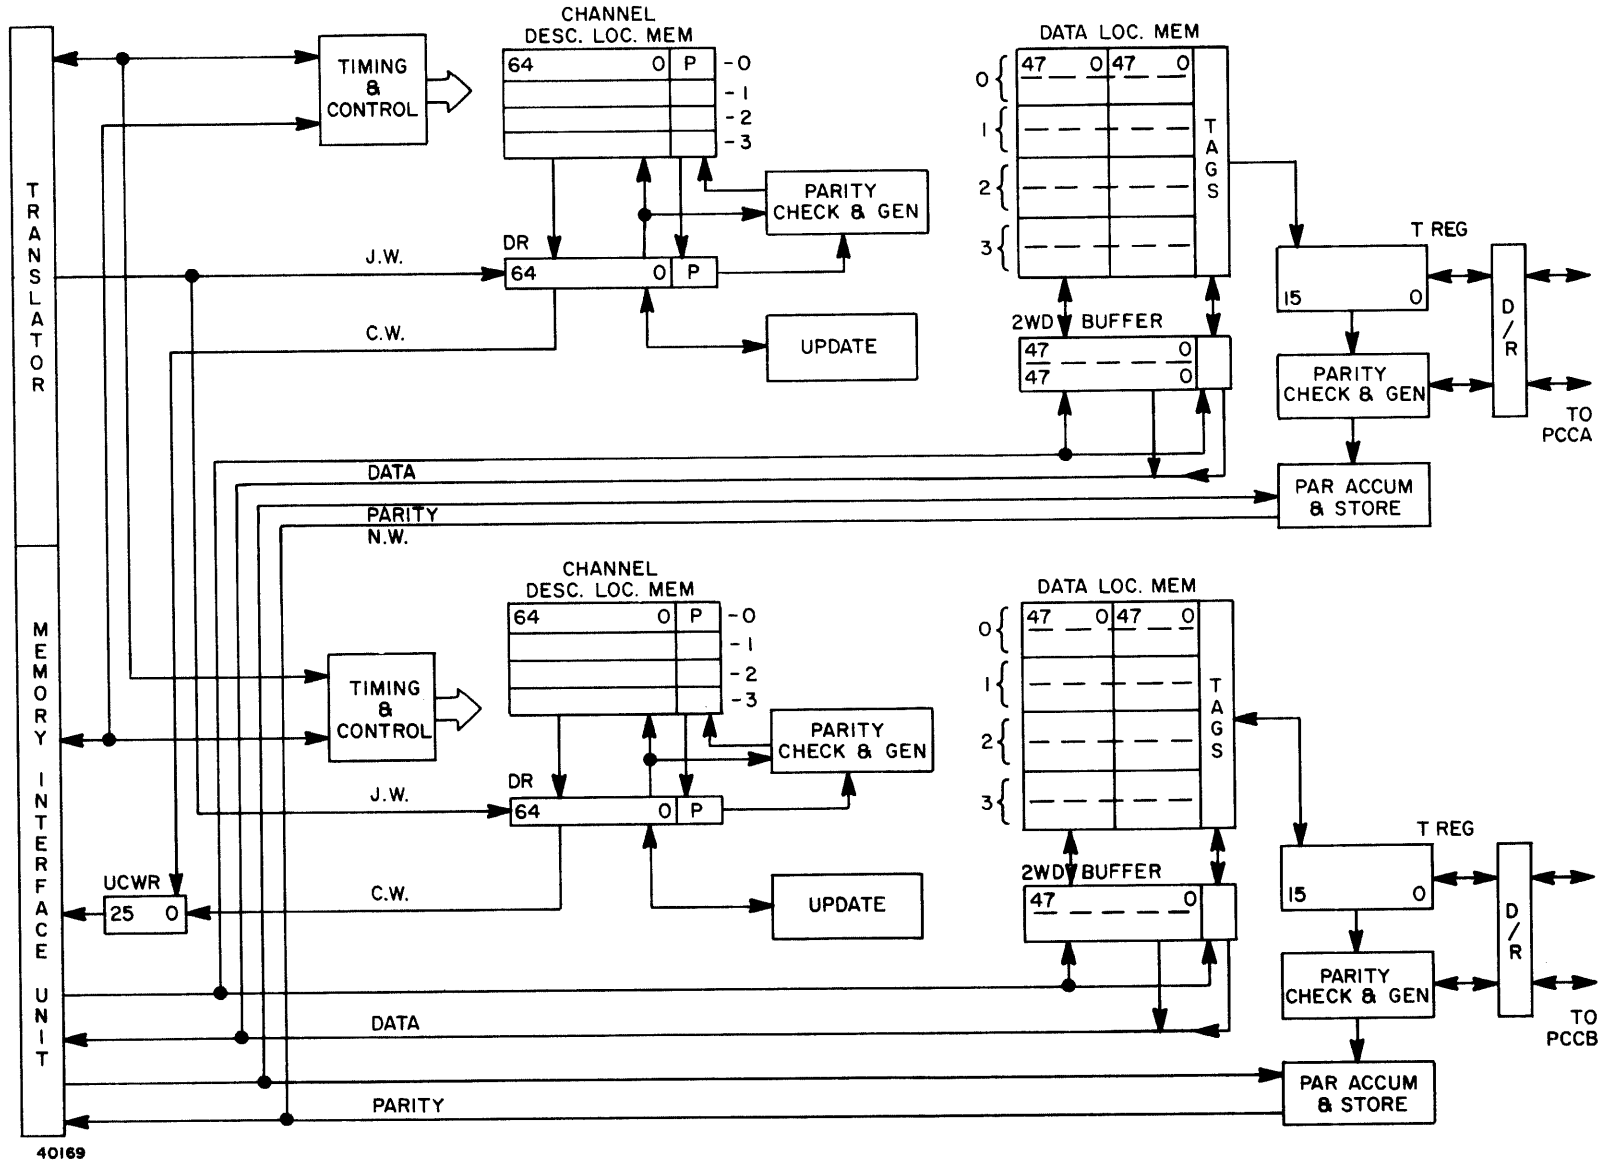 TRANSLATOR
MEMORY INTERFACE UNIT
TIMING
&
CONTROL
CHANNEL
DESC. LOC. MEM
64 0 P -0
-1
-2
-3
PARITY
CHECK & GEN
DR
64 0 P
J.W.
C.W.
UPDATE
DATA LOC. MEM
0 { 47 0 47 0
1 {
2 {
3 {
TAGS
2WD BUFFER
47 0
47 0
T REG
15 0
D/R
PARITY
CHECK & GEN
TO
PCCA
PAR ACCUM
& STORE
DATA
PARITY
N.W.
TIMING
&
CONTROL
CHANNEL
DESC. LOC. MEM
64 0 P -0
-1
-2
-3
PARITY
CHECK & GEN
DR
64 0 P
J.W.
C.W.
UCWR
25 0
UPDATE
DATA LOC. MEM
0 { 47 0 47 0
1 {
2 {
3 {
TAGS
2WD BUFFER
47 0
T REG
15 0
D/R
PARITY
CHECK & GEN
TO
PCCB
PAR ACCUM
& STORE
DATA
PARITY
40169